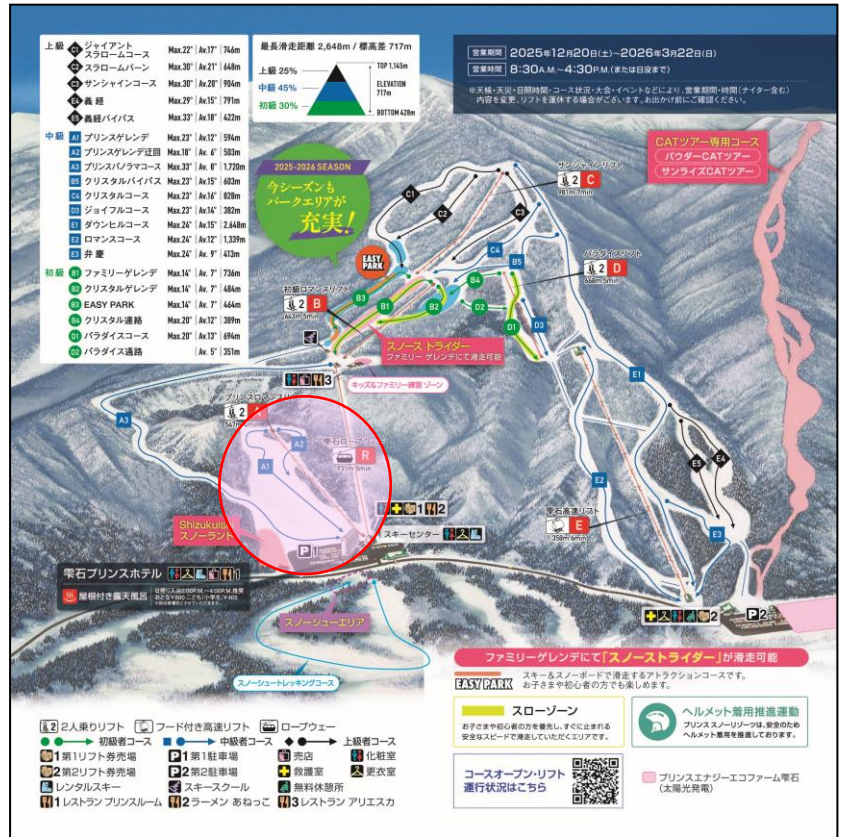 上級 C1 ジャイアントスラロームコース Max.22° Av.17° 746m
C2 スラロームバーン Max.30° Av.21° 648m
C3 サンシャインコース Max.30° Av.20° 904m
E4 義経 Max.29° Av.15° 791m
E5 義経バイパス Max.33° Av.18° 422m
中級 A1 プリンスゲレンデ Max.23° Av.12° 594m
A2 プリンスゲレンデ迂回 Max.18° Av. 6° 503m
A3 プリンスパノラマコース Max.33° Av. 8° 1,720m
B5 クリスタルバイパス Max.23° Av.15° 603m
C4 クリスタルコース Max.23° Av.16° 828m
D3 ジョイフルコース Max.23° Av.14° 382m
E1 ダウンヒルコース Max.24° Av.15° 2,648m
E2 ロマンスコース Max.24° Av.12° 1,339m
E3 弁慶 Max.24° Av. 9° 413m
初級 B1 ファミリーゲレンデ Max.14° Av. 7° 736m
B2 クリスタルゲレンデ Max.14° Av. 7° 484m
B3 EASY PARK Max.14° Av. 7° 464m
B4 クリスタル連絡 Max.20° Av.12° 389m
D1 パラダイスコース Max.20° Av.13° 694m
D2 パラダイス通路 Av. 5° 351m
最長滑走距離 2,648m / 標高差 717m
上級 25%
中級 45%
初級 30%
TOP 1,145m
ELEVATION
717m
BOTTOM 428m
営業期間 2025年12月20日(土)~2026年3月22日(日)
営業時間 8:30A.M.~4:30P.M.(または日没まで)
※天候・天災・日照時間・コース状況・大会・イベントなどにより、営業期間・時間(ナイター含む)
内容を変更、リフトを運休する場合がございます。お出かけ前にご確認ください。
2025-2026 SEASON
今シーズンも
パークエリアが
充実!
CATツアー専用コース
パウダーCATツアー
サンライズCATツアー
サンシャインリフト
2 C
981m 7min
C1
C2
C3
C4
B5
EASY PARK
パラダイスリフト
2 D
668m 5min
初級ロマンスリフト
2 B
643m 5min
B3
B1
B2
B4
D2
D1
D3
スノーストライダー
ファミリー ゲレンデにて滑走可能
キッズ&ファミリー練習 ゾーン
3
E1
E5
E4
E2
E3
A3
プリンスロマンスリフト
2 A
547m
A1
A2
雫石ロープウェー
R
931m 5min
雫石高速リフト
E
1358m 6min
1 2
スキーセンター
Shizukuishi
スノーランド
P1
2
P2
雫石プリンスホテル
屋根付き露天風呂
スノーシューエリア
スノーシュートレッキングコース
ファミリーゲレンデにて「スノーストライダー」が滑走可能
EASY PARK スキー&スノーボードで滑走するアトラクションコースです。
お子さまや初心者の方でも楽しめます。
スローゾーン
お子さまや初心者の方を優先し、すぐに止まれる
安全なスピードで滑走していただくエリアです。
ヘルメット着用推進運動
プリンススノーリゾーツは、安全のため
ヘルメット着用を推進しております。
コースオープン・リフト
運行状況はこちら
プリンスエナジーエコファーム雫石
(太陽光発電)
2 2人乗りリフト フード付き高速リフト ロープウェー
初級者コース 中級者コース 上級者コース
1 第1リフト券売場 P1 第1駐車場 売店 化粧室
2 第2リフト券売場 P2 第2駐車場 救護室 更衣室
レンタルスキー スキースクール 無料休憩所
1 レストラン プリンスルーム 2 ラーメン あねっこ 3 レストラン アリエスカ